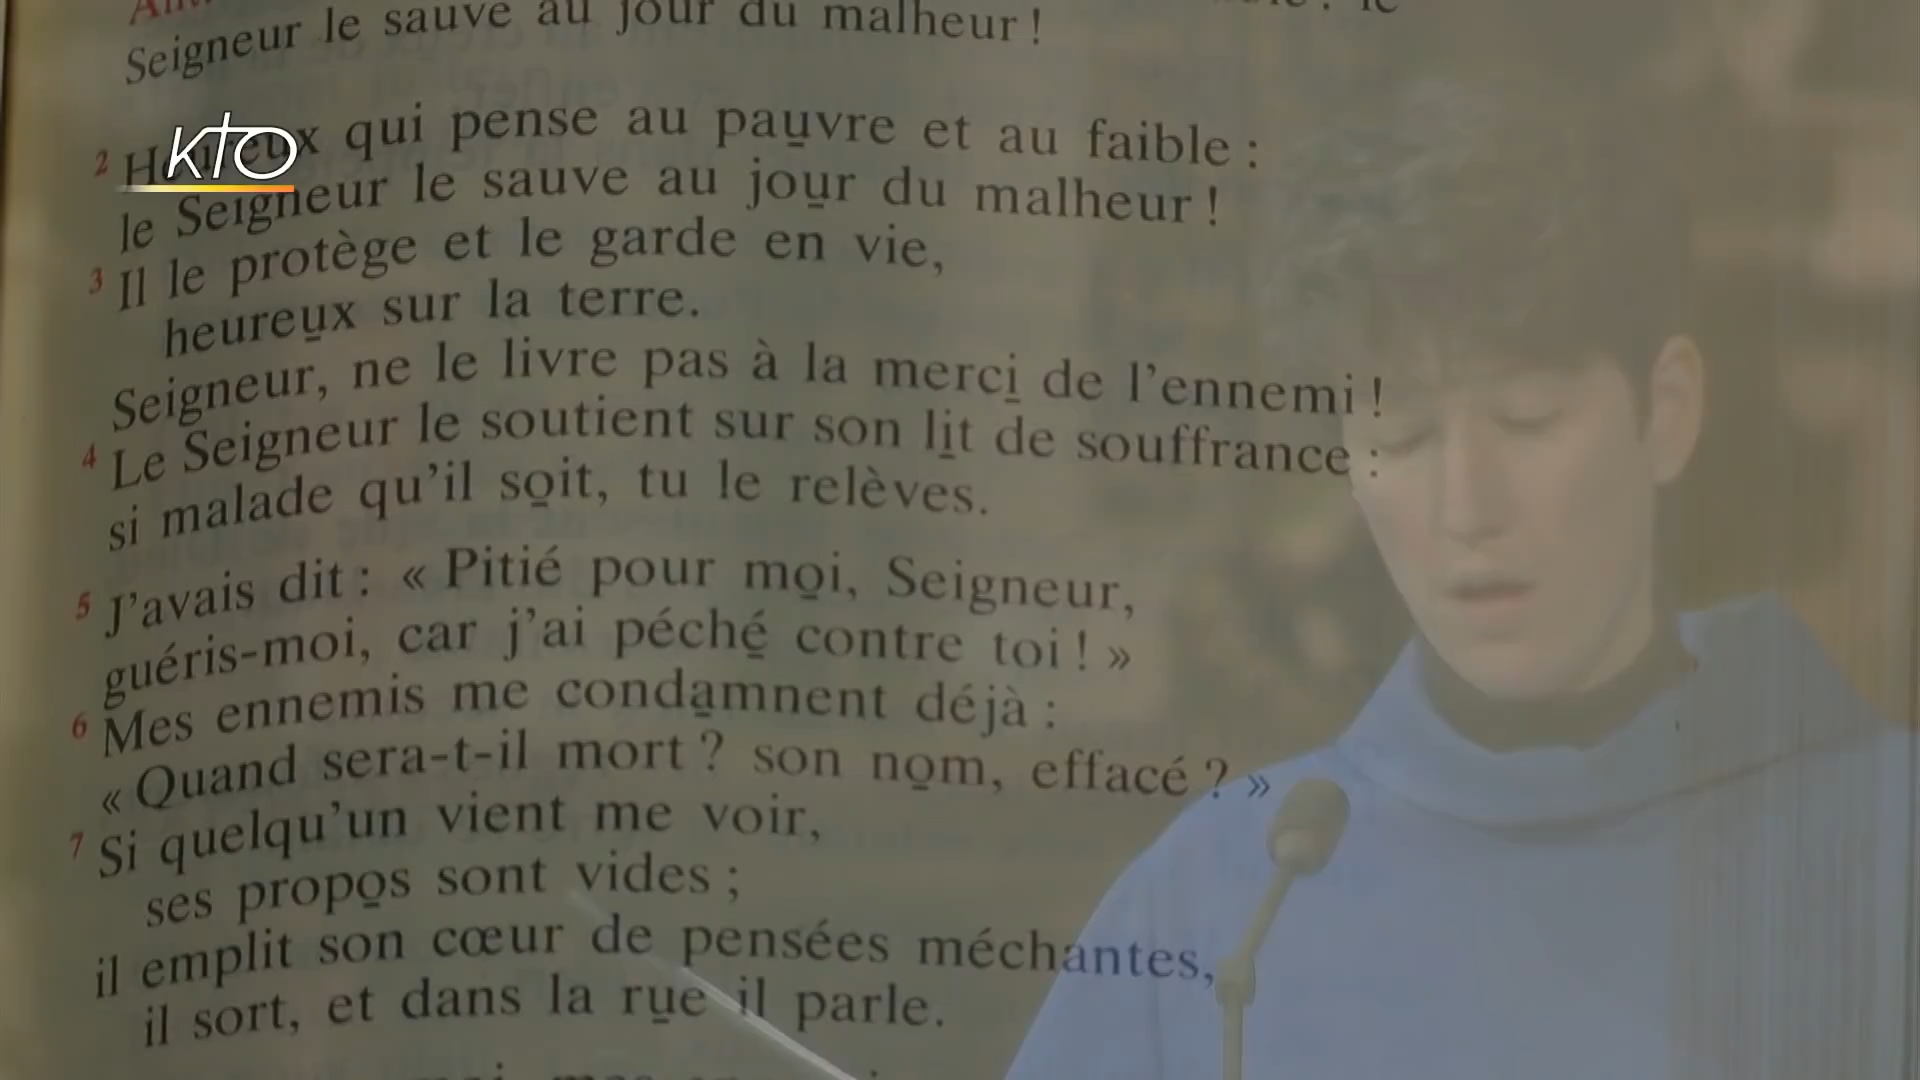 Seigneur le sauve au jour du malheur !
KTO
2 Heureux qui pense au pauvre et au faible :
le Seigneur le sauve au jour du malheur !
3 Il le protège et le garde en vie,
heureux sur la terre.
Seigneur, ne le livre pas à la merci de l'ennemi !
4 Le Seigneur le soutient sur son lit de souffrance :
si malade qu'il soit, tu le relèves.
5 J'avais dit : « Pitié pour moi, Seigneur,
guéris-moi, car j'ai péché contre toi ! »
6 Mes ennemis me condamnent déjà :
« Quand sera-t-il mort ? son nom, effacé ? »
7 Si quelqu'un vient me voir,
ses propos sont vides ;
il emplit son cœur de pensées méchantes,
il sort, et dans la rue il parle.